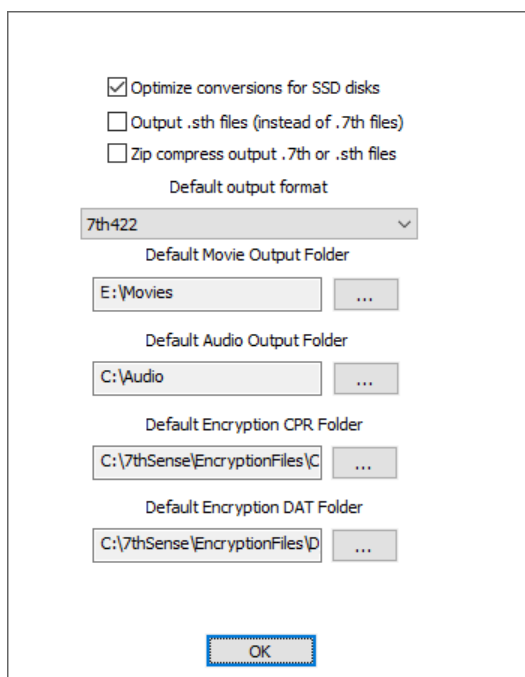 Optimize conversions for SSD disks
Output .sth files (instead of .7th files)
Zip compress output .7th or .sth files
Default output format
7th422
Default Movie Output Folder
E:\Movies
...
Default Audio Output Folder
C:\Audio
...
Default Encryption CPR Folder
C:\7thSense\EncryptionFiles\C
...
Default Encryption DAT Folder
C:\7thSense\EncryptionFiles\D
...
OK